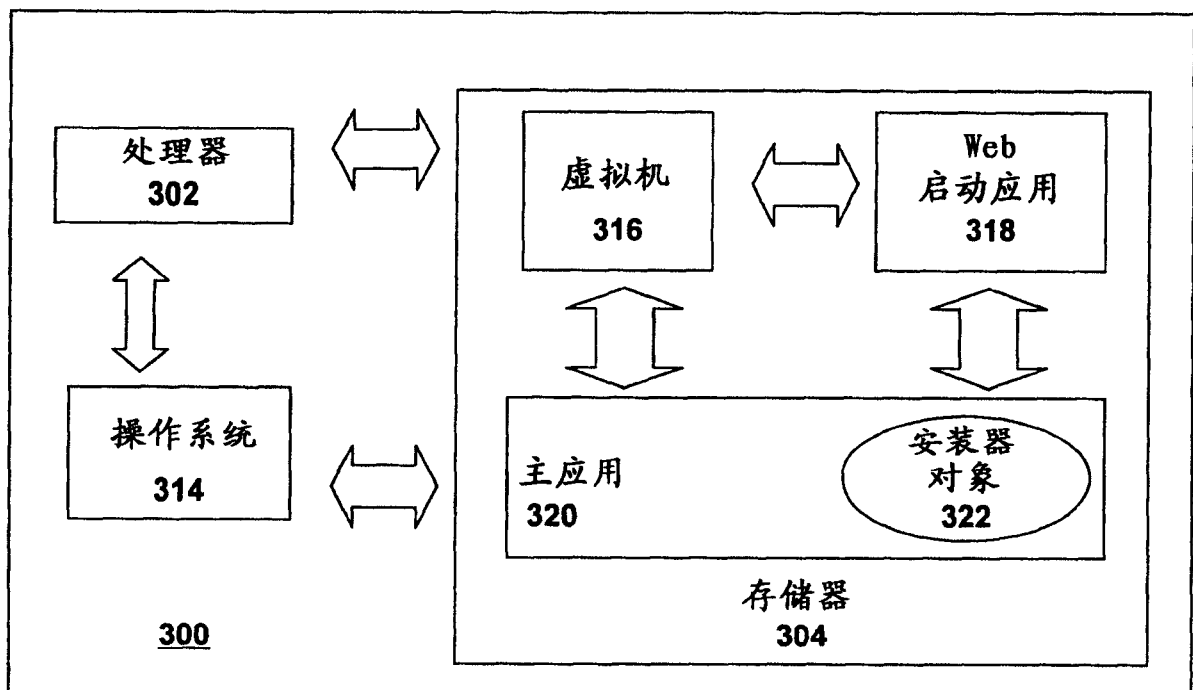 处理器
302
操作系统
314
300
虚拟机
316
Web
启动应用
318
主应用
320
安装器
对象
322
存储器
304